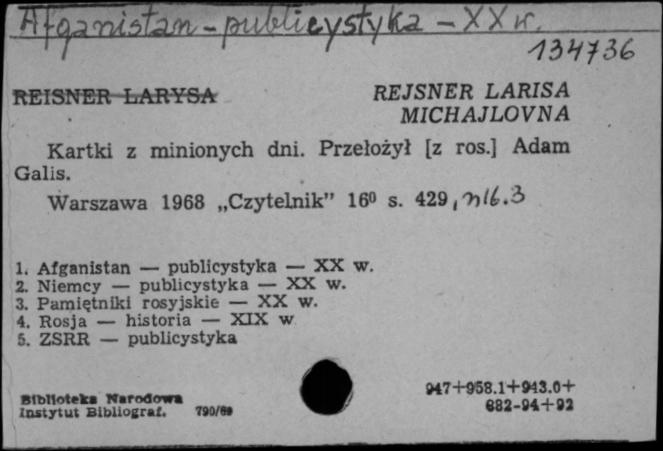 Afganistan - publicystyka - XX w.
134736
REISNER LARYSA
REJSNER LARISA
MICHAJLOVNA
Kartki z minionych dni. Przełożył [z ros.] Adam
Galis.
Warszawa 1968 „Czytelnik” 16⁰ s. 429, nlb. 3
1. Afganistan — publicystyka — XX w.
2. Niemcy — publicystyka — XX w.
3. Pamiętniki rosyjskie — XX w.
4. Rosja — historia — XIX w
5. ZSRR — publicystyka
Biblioteka Narodowa
Instytut Bibliograf. 790/69
947+958.1+943.0+
882-94+92